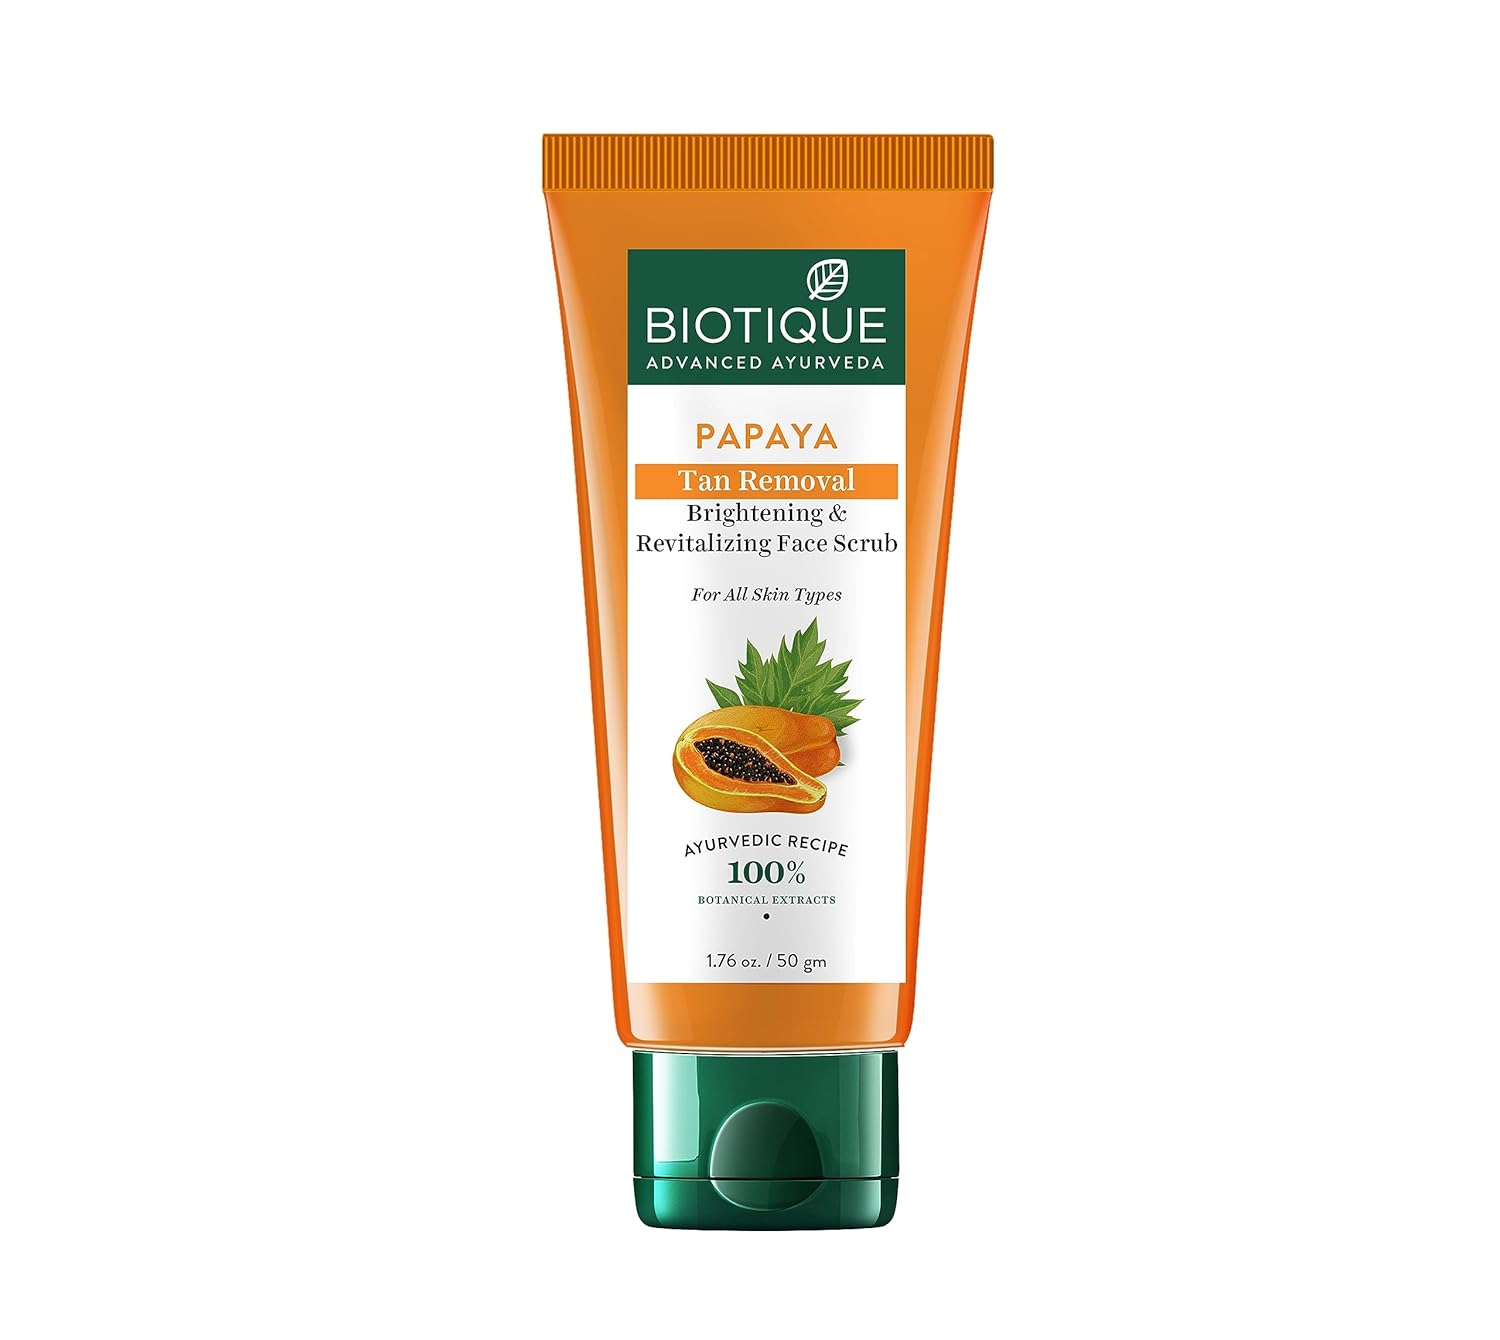 BIOTIQUE
ADVANCED AYURVEDA
PAPAYA
Tan Removal
Brightening &
Revitalizing Face Scrub
For All Skin Types
AYURVEDIC RECIPE
100%
BOTANICAL EXTRACTS
1.76 oz. / 50 gm